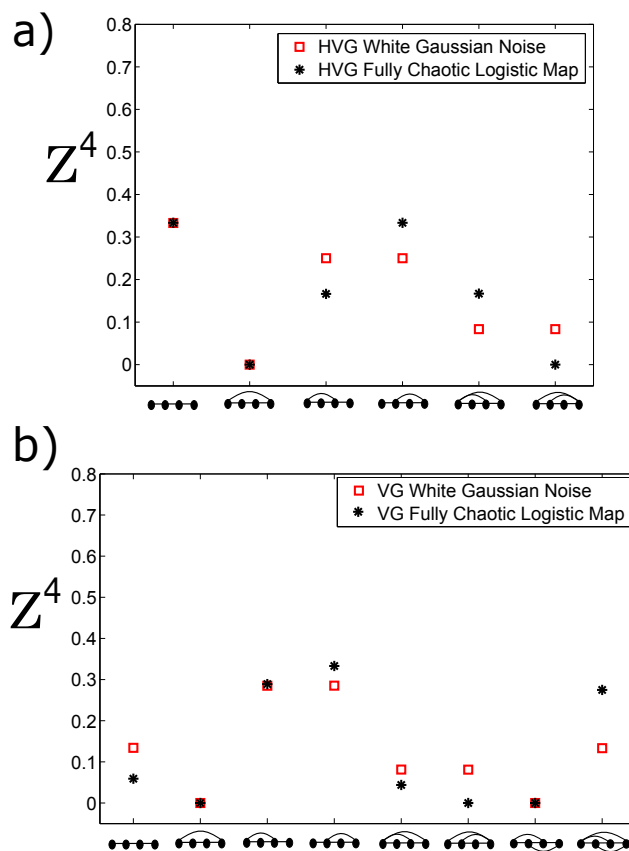 a)
0.8
HVG White Gaussian Noise
0.7
HVG Fully Chaotic Logistic Map
0.6
0.5
Z^4
0.4
0.3
0.2
0.1
0
b)
0.8
VG White Gaussian Noise
0.7
VG Fully Chaotic Logistic Map
0.6
0.5
Z^4
0.4
0.3
0.2
0.1
0